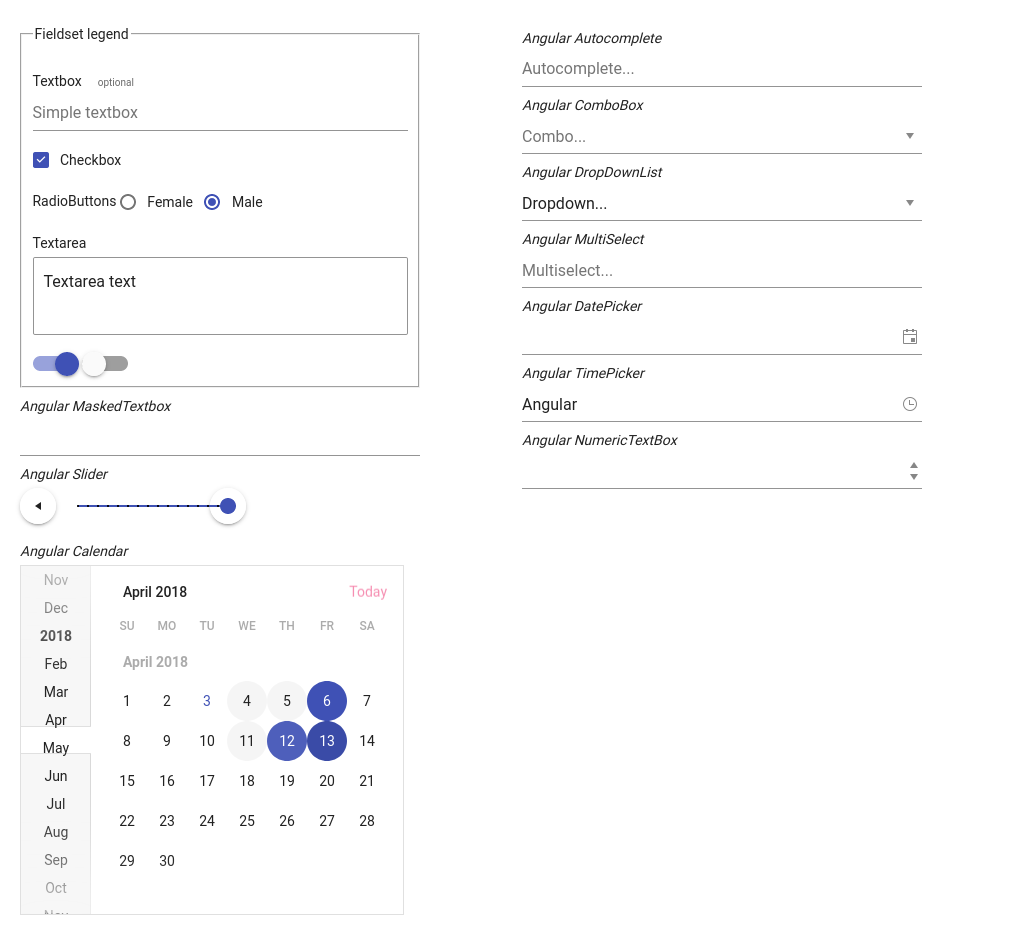 Fieldset legend
Textbox optional
Simple textbox
Checkbox
RadioButtons Female Male
Textarea
Textarea text
Angular MaskedTextbox
Angular Slider
Angular Calendar
Nov
Dec
2018
Feb
Mar
Apr
May
Jun
Jul
Aug
Sep
Oct
Nov
April 2018 Today
SU MO TU WE TH FR SA
April 2018
1 2 3 4 5 6 7
8 9 10 11 12 13 14
15 16 17 18 19 20 21
22 23 24 25 26 27 28
29 30
Angular Autocomplete
Autocomplete...
Angular ComboBox
Combo...
Angular DropDownList
Dropdown...
Angular MultiSelect
Multiselect...
Angular DatePicker
Angular TimePicker
Angular
Angular NumericTextBox